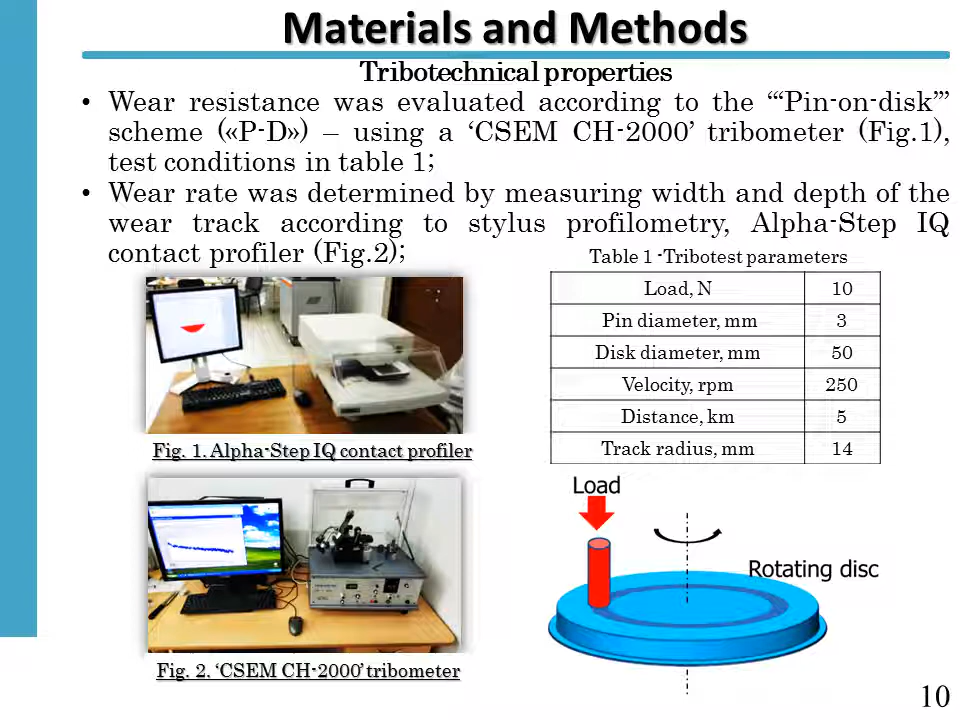 Materials and Methods
Tribotechnical properties
• Wear resistance was evaluated according to the “‘Pin-on-disk’”
scheme («P-D») – using a ‘CSEM CH-2000’ tribometer (Fig.1),
test conditions in table 1;
• Wear rate was determined by measuring width and depth of the
wear track according to stylus profilometry, Alpha-Step IQ
contact profiler (Fig.2);
Table 1 -Tribotest parameters
Load, N 10
Pin diameter, mm 3
Disk diameter, mm 50
Velocity, rpm 250
Distance, km 5
Track radius, mm 14
Fig. 1. Alpha-Step IQ contact profiler
Load
Rotating disc
Fig. 2. ‘CSEM CH-2000’ tribometer
10